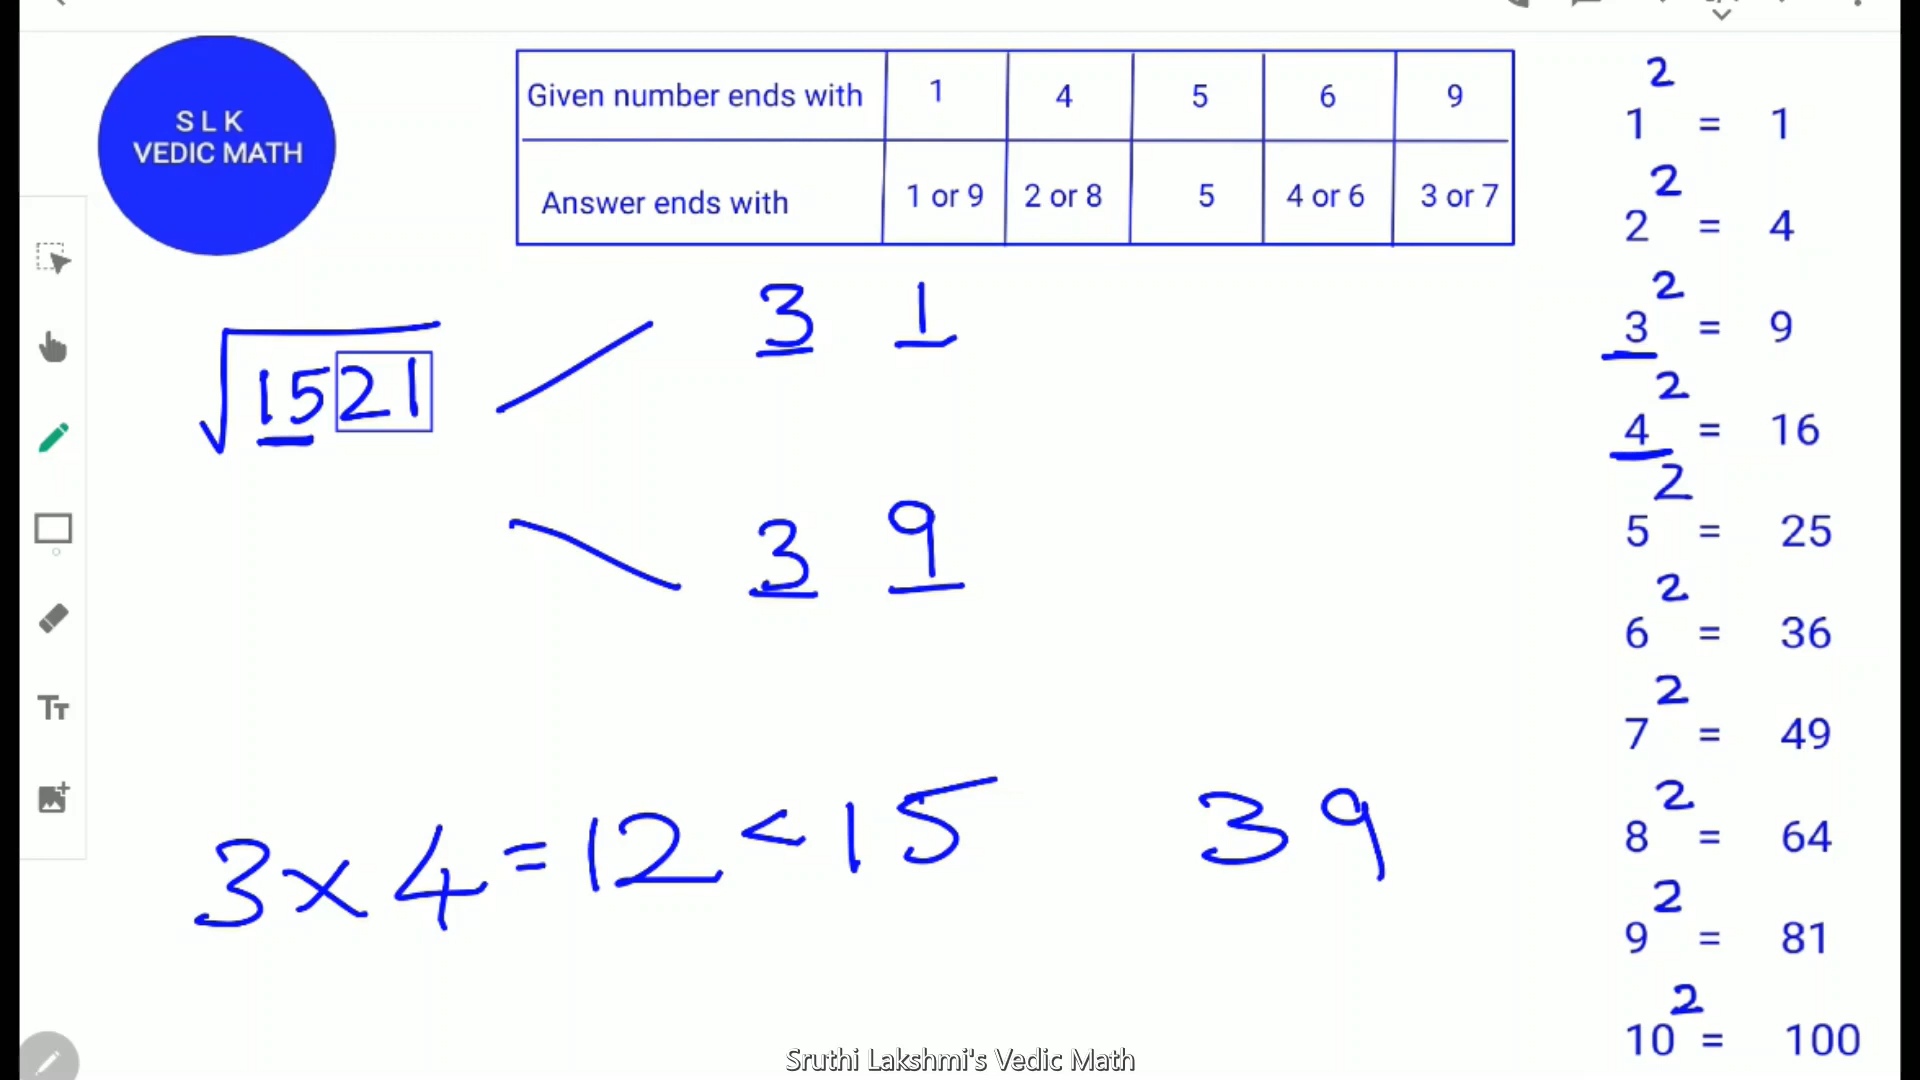 S L K
VEDIC MATH
Given number ends with 1 4 5 6 9
Answer ends with 1 or 9 2 or 8 5 4 or 6 3 or 7
√1521
3 1
3 9
3 x 4 = 12 < 15
39
1² = 1
2² = 4
3² = 9
4² = 16
5² = 25
6² = 36
7² = 49
8² = 64
9² = 81
10² = 100
Tт
Sruthi Lakshmi's Vedic Math